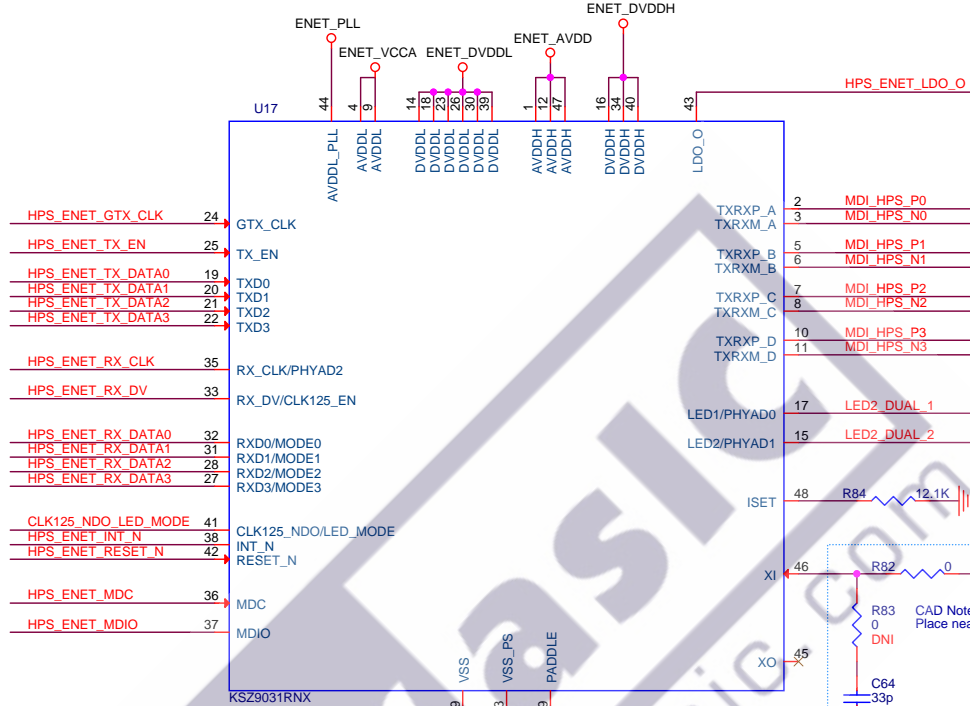 ENET_DVDDH
ENET_PLL
ENET_AVDD
ENET_VCCA ENET_DVDDL
HPS_ENET_LDO_O
U17
44 4 9 14 18 23 26 30 39 1 12 47 16 34 40 43
AVDDL_PLL AVDDL AVDDL DVDDL DVDDL DVDDL DVDDL DVDDL DVDDL AVDDH AVDDH AVDDH DVDDH DVDDH DVDDH LDO_O
HPS_ENET_GTX_CLK 24 GTX_CLK
HPS_ENET_TX_EN 25 TX_EN
HPS_ENET_TX_DATA0 19 TXD0
HPS_ENET_TX_DATA1 20 TXD1
HPS_ENET_TX_DATA2 21 TXD2
HPS_ENET_TX_DATA3 22 TXD3
HPS_ENET_RX_CLK 35 RX_CLK/PHYAD2
HPS_ENET_RX_DV 33 RX_DV/CLK125_EN
HPS_ENET_RX_DATA0 32 RXD0/MODE0
HPS_ENET_RX_DATA1 31 RXD1/MODE1
HPS_ENET_RX_DATA2 28 RXD2/MODE2
HPS_ENET_RX_DATA3 27 RXD3/MODE3
CLK125_NDO_LED_MODE 41 CLK125_NDO/LED_MODE
HPS_ENET_INT_N 38 INT_N
HPS_ENET_RESET_N 42 RESET_N
HPS_ENET_MDC 36 MDC
HPS_ENET_MDIO 37 MDIO
TXRXP_A 2 MDI_HPS_P0
TXRXM_A 3 MDI_HPS_N0
TXRXP_B 5 MDI_HPS_P1
TXRXM_B 6 MDI_HPS_N1
TXRXP_C 7 MDI_HPS_P2
TXRXM_C 8 MDI_HPS_N2
TXRXP_D 10 MDI_HPS_P3
TXRXM_D 11 MDI_HPS_N3
LED1/PHYAD0 17 LED2_DUAL_1
LED2/PHYAD1 15 LED2_DUAL_2
ISET 48 R84 12.1K
XI 46 R82 0
R83
0
DNI
CAD Note
Place nea
XO 45
C64
33p
VSS VSS_PS PADDLE
KSZ9031RNX
asic
ic.com